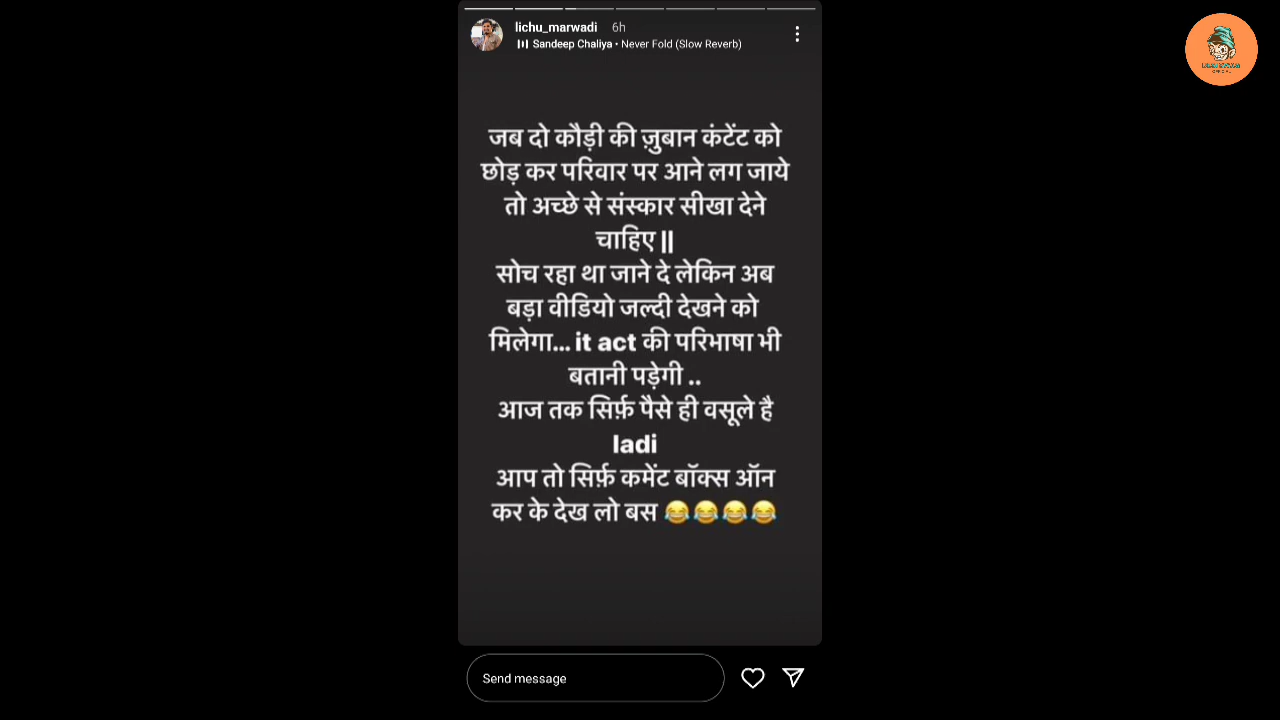 lichu_marwadi 6h
Sandeep Chaliya • Never Fold (Slow Reverb)
जब दो कौड़ी की ज़ुबान कंटेंट को
छोड़ कर परिवार पर आने लग जाये
तो अच्छे से संस्कार सीखा देने
चाहिए ||
सोच रहा था जाने दे लेकिन अब
बड़ा वीडियो जल्दी देखने को
मिलेगा... it act की परिभाषा भी
बतानी पड़ेगी ..
आज तक सिर्फ़ पैसे ही वसूले है
ladi
आप तो सिर्फ़ कमेंट बॉक्स ऑन
कर के देख लो बस 😂😂😂😂
Send message